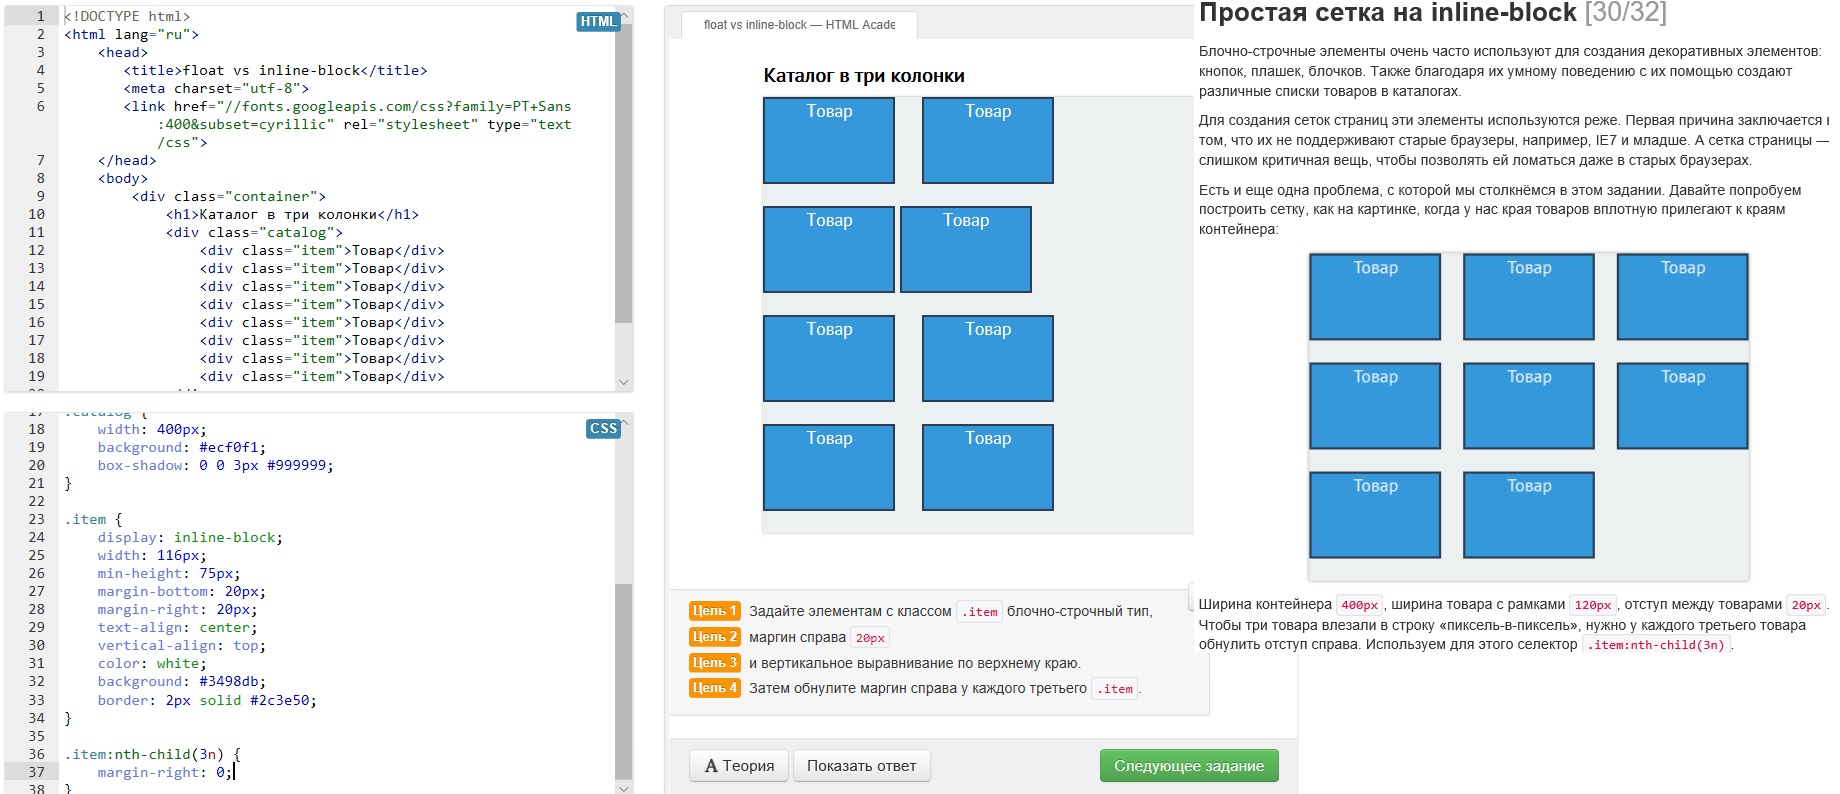 1 <!DOCTYPE html>
HTML
2 <html lang="ru">
3 <head>
4 <title>float vs inline-block</title>
5 <meta charset="utf-8">
6 <link href="//fonts.googleapis.com/css?family=PT+Sans
:400&subset=cyrillic" rel="stylesheet" type="text
/css">
7 </head>
8 <body>
9 <div class="container">
10 <h1>Каталог в три колонки</h1>
11 <div class="catalog">
12 <div class="item">Товар</div>
13 <div class="item">Товар</div>
14 <div class="item">Товар</div>
15 <div class="item">Товар</div>
16 <div class="item">Товар</div>
17 <div class="item">Товар</div>
18 <div class="item">Товар</div>
19 <div class="item">Товар</div>
17 .catalog {
CSS
18 width: 400px;
19 background: #ecf0f1;
20 box-shadow: 0 0 3px #999999;
21 }
22
23 .item {
24 display: inline-block;
25 width: 116px;
26 min-height: 75px;
27 margin-bottom: 20px;
28 margin-right: 20px;
29 text-align: center;
30 vertical-align: top;
31 color: white;
32 background: #3498db;
33 border: 2px solid #2c3e50;
34 }
35
36 .item:nth-child(3n) {
37 margin-right: 0;
38 }
float vs inline-block — HTML Acade
Каталог в три колонки
Товар Товар
Товар Товар
Товар Товар
Товар Товар
Цель 1 Задайте элементам с классом .item блочно-строчный тип,
Цель 2 маргин справа 20px
Цель 3 и вертикальное выравнивание по верхнему краю.
Цель 4 Затем обнулите маргин справа у каждого третьего .item .
Теория Показать ответ Следующее задание
Простая сетка на inline-block [30/32]
Блочно-строчные элементы очень часто используют для создания декоративных элементов:
кнопок, плашек, блочков. Также благодаря их умному поведению с их помощью создают
различные списки товаров в каталогах.
Для создания сеток страниц эти элементы используются реже. Первая причина заключается
том, что их не поддерживают старые браузеры, например, IE7 и младше. А сетка страницы —
слишком критичная вещь, чтобы позволять ей ломаться даже в старых браузерах.
Есть и еще одна проблема, с которой мы столкнёмся в этом задании. Давайте попробуем
построить сетку, как на картинке, когда у нас края товаров вплотную прилегают к краям
контейнера:
Товар Товар Товар
Товар Товар Товар
Товар Товар
Ширина контейнера 400px , ширина товара с рамками 120px , отступ между товарами 20px .
Чтобы три товара влезали в строку «пиксель-в-пиксель», нужно у каждого третьего товара
обнулить отступ справа. Используем для этого селектор .item:nth-child(3n) .